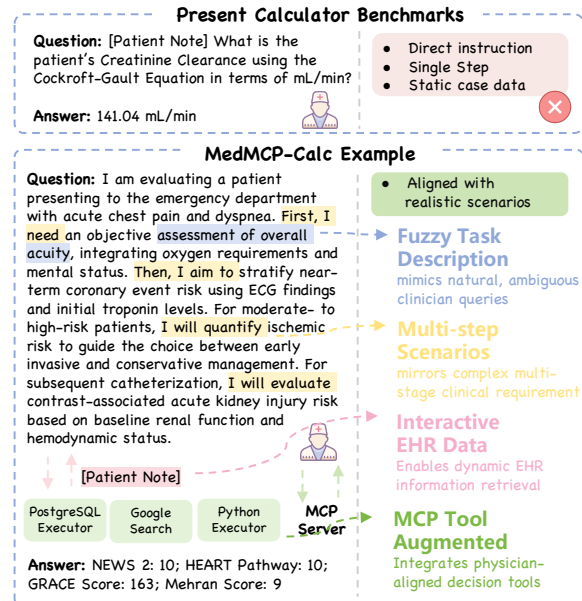 Present Calculator Benchmarks
Question: [Patient Note] What is the
patient's Creatinine Clearance using the
Cockroft-Gault Equation in terms of mL/min?
Answer: 141.04 mL/min
• Direct instruction
• Single Step
• Static case data
MedMCP-Calc Example
Question: I am evaluating a patient
presenting to the emergency department
with acute chest pain and dyspnea. First, I
need an objective assessment of overall
acuity, integrating oxygen requirements and
mental status. Then, I aim to stratify near-
term coronary event risk using ECG findings
and initial troponin levels. For moderate- to
high-risk patients, I will quantify ischemic
risk to guide the choice between early
invasive and conservative management. For
subsequent catheterization, I will evaluate
contrast-associated acute kidney injury risk
based on baseline renal function and
hemodynamic status.
[Patient Note]
PostgreSQL
Executor
Google
Search
Python
Executor
MCP
Server
Answer: NEWS 2: 10; HEART Pathway: 10;
GRACE Score: 163; Mehran Score: 9
• Aligned with
realistic scenarios
Fuzzy Task
Description
mimics natural, ambiguous
clinician queries
Multi-step
Scenarios
mirrors complex multi-
stage clinical requirement
Interactive
EHR Data
Enables dynamic EHR
information retrieval
MCP Tool
Augmented
Integrates physician-
aligned decision tools